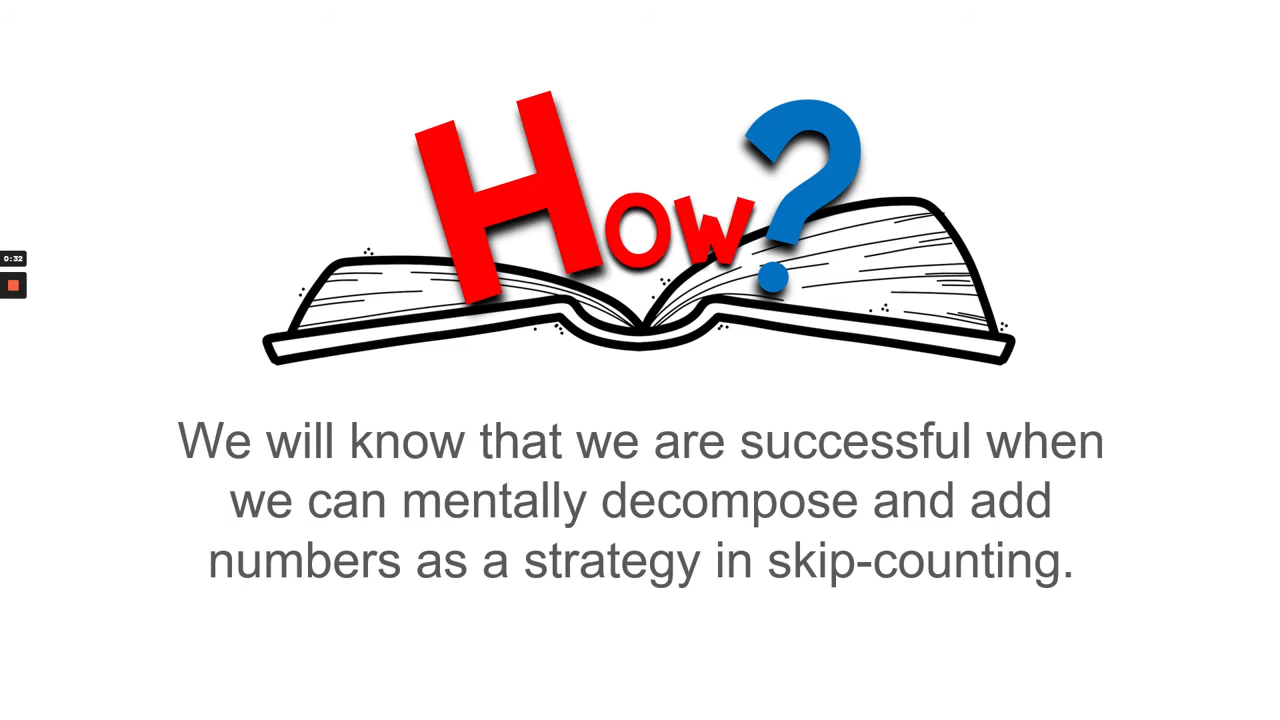 How?
0:32
We will know that we are successful when
we can mentally decompose and add
numbers as a strategy in skip-counting.